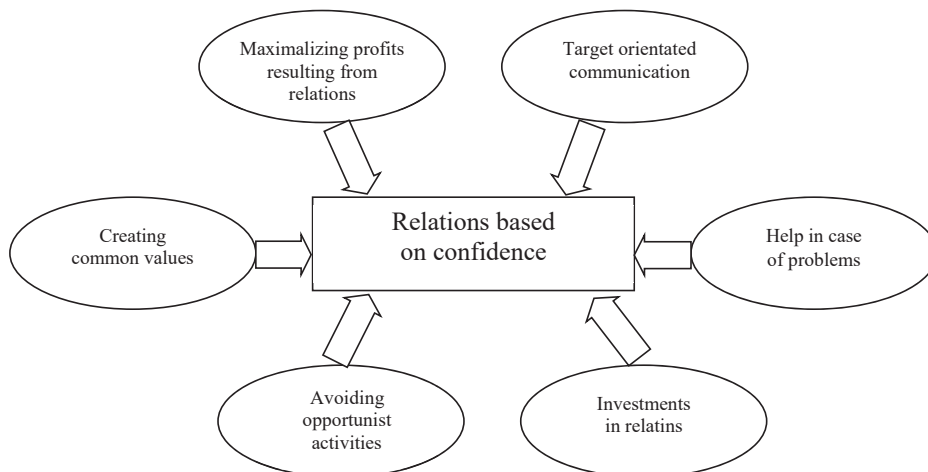 Maximalizing profits
resulting from
relations
Target orientated
communication
Relations based
on confidence
Creating
common values
Help in case
of problems
Avoiding
opportunist
activities
Investments
in relatins